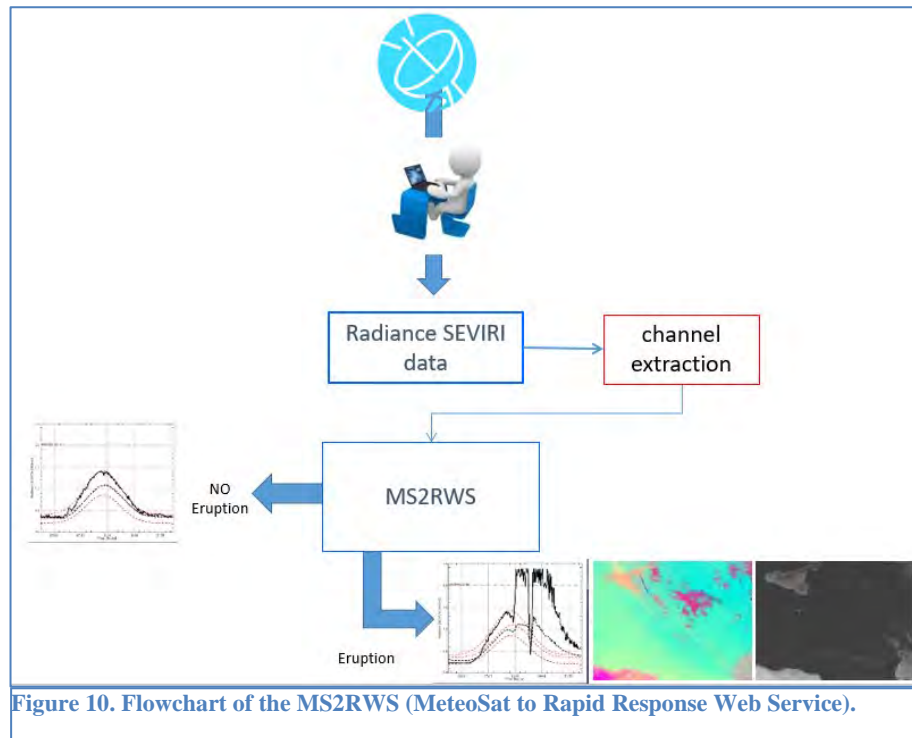 Radiance SEVIRI
data
channel
extraction
MS2RWS
NO
Eruption
Eruption
Figure 10. Flowchart of the MS2RWS (MeteoSat to Rapid Response Web Service).